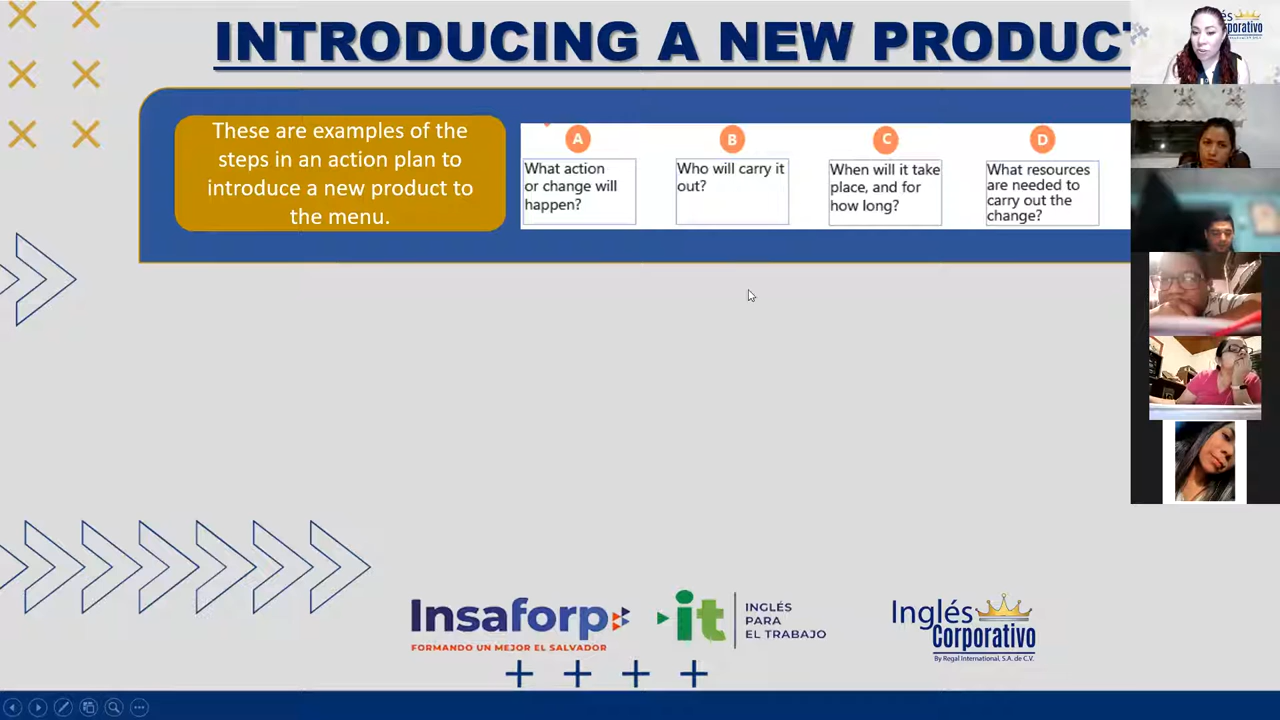 INTRODUCING A NEW PRODUCT
These are examples of the
steps in an action plan to
introduce a new product to
the menu.
A
What action
or change will
happen?
B
Who will carry it
out?
C
When will it take
place, and for
how long?
D
What resources
are needed to
carry out the
change?
Insaforp
FORMANDO UN MEJOR EL SALVADOR
it
INGLÉS
PARA
EL TRABAJO
Inglés
Corporativo
By Regal International, S.A. de C.V.